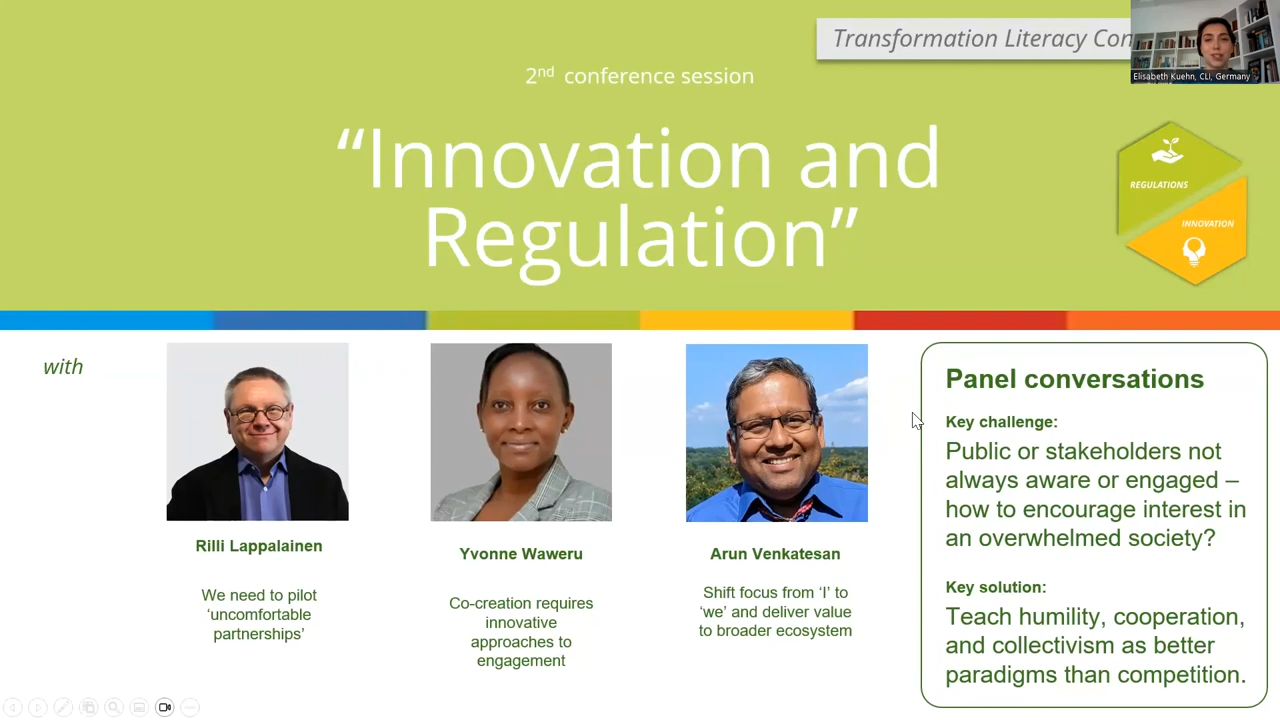 Transformation Literacy Con
Elisabeth Kuehn, CLI, Germany
2nd conference session
“Innovation and
Regulation”
REGULATIONS
INNOVATION
with
Rilli Lappalainen
We need to pilot
‘uncomfortable
partnerships’
Yvonne Waweru
Co-creation requires
innovative
approaches to
engagement
Arun Venkatesan
Shift focus from ‘I’ to
‘we’ and deliver value
to broader ecosystem
Panel conversations
Key challenge:
Public or stakeholders not
always aware or engaged –
how to encourage interest in
an overwhelmed society?
Key solution:
Teach humility, cooperation,
and collectivism as better
paradigms than competition.